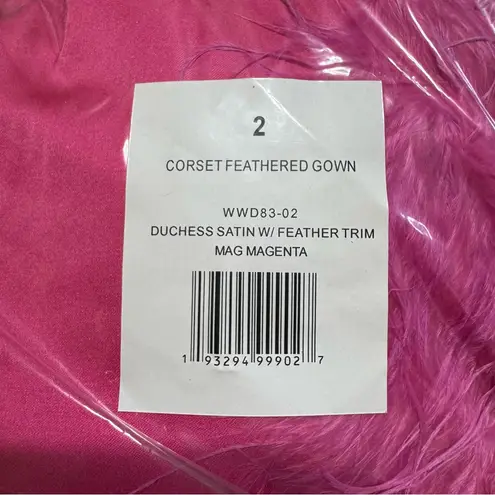 2
CORSET FEATHERED GOWN
WWD83-02
DUCHESS SATIN W/ FEATHER TRIM
MAG MAGENTA
1 93294 99902 7